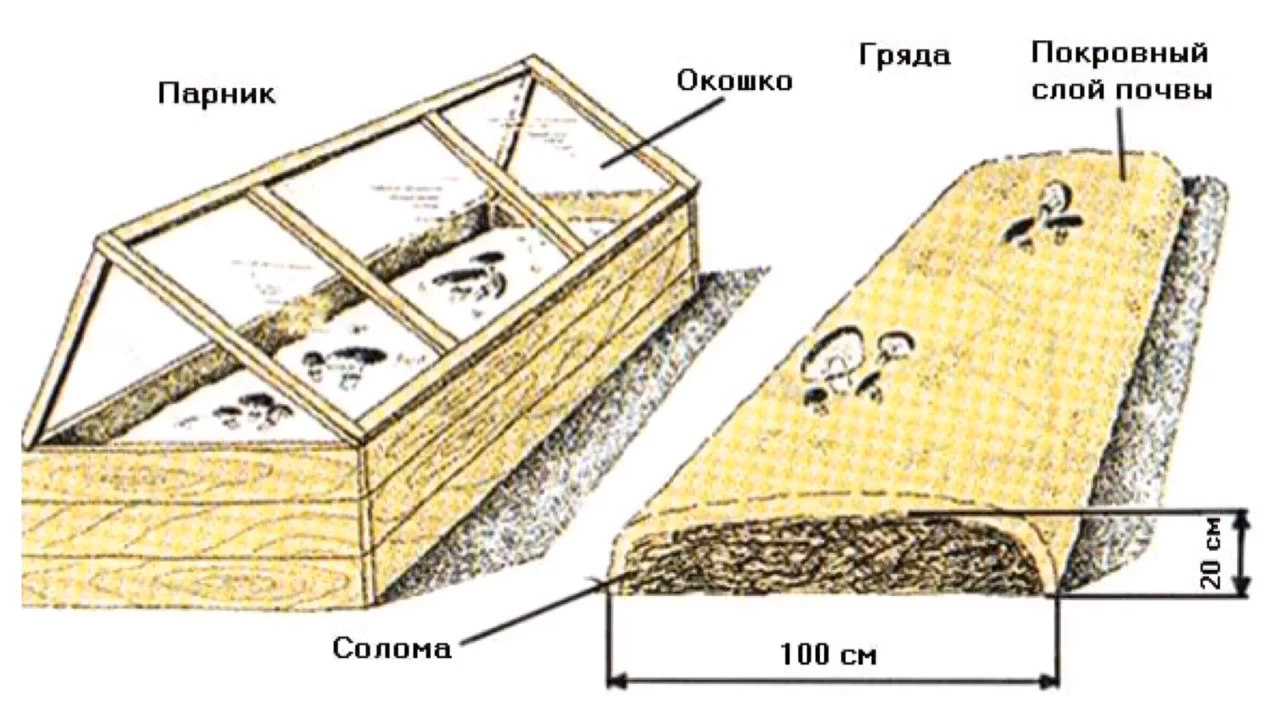 Парник
Окошко
Гряда
Покровный
слой почвы
Солома
100 см
20 см